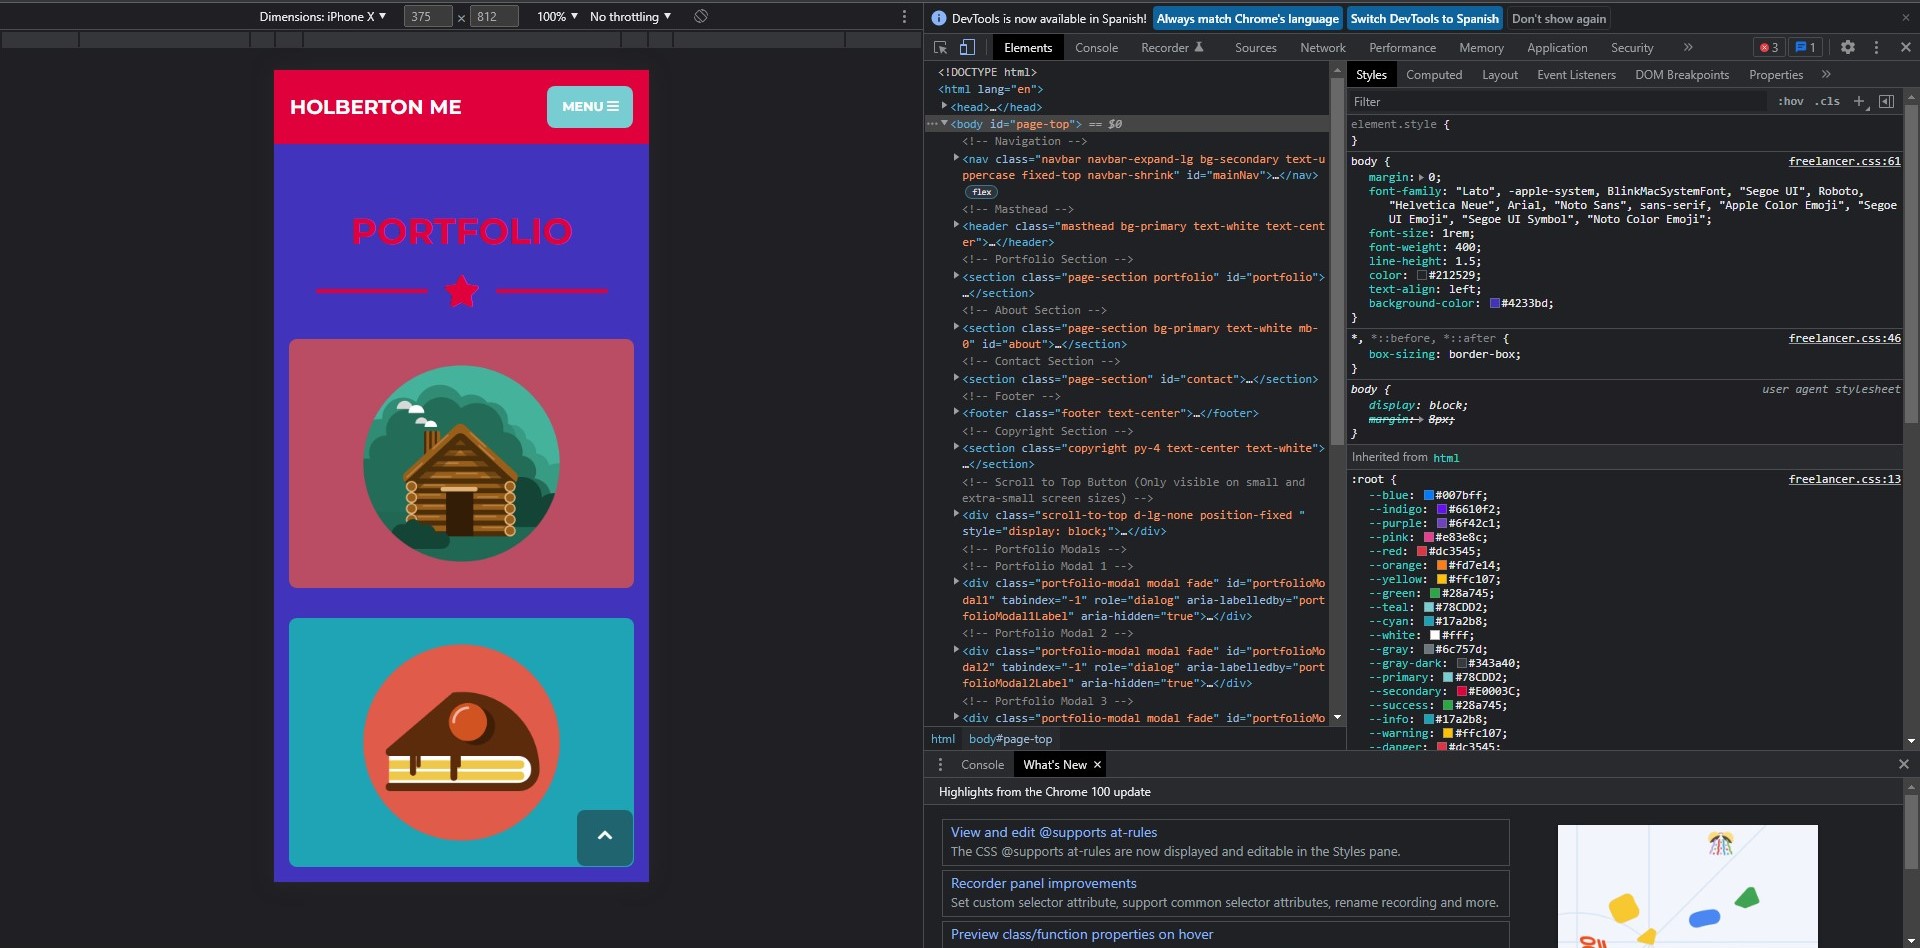 Dimensions: iPhone X ▼ 375 × 812 100% ▼ No throttling ▼
HOLBERTON ME
MENU ☰
PORTFOLIO
DevTools is now available in Spanish! Always match Chrome's language Switch DevTools to Spanish Don't show again
Elements Console Recorder Sources Network Performance Memory Application Security » 3 1
<!DOCTYPE html>
<html lang="en">
<head>…</head>
<body id="page-top"> == $0
<!-- Navigation -->
<nav class="navbar navbar-expand-lg bg-secondary text-u
ppercase fixed-top navbar-shrink" id="mainNav">…</nav>
flex
<!-- Masthead -->
<header class="masthead bg-primary text-white text-cent
er">…</header>
<!-- Portfolio Section -->
<section class="page-section portfolio" id="portfolio">
…</section>
<!-- About Section -->
<section class="page-section bg-primary text-white mb-
0" id="about">…</section>
<!-- Contact Section -->
<section class="page-section" id="contact">…</section>
<!-- Footer -->
<footer class="footer text-center">…</footer>
<!-- Copyright Section -->
<section class="copyright py-4 text-center text-white">
…</section>
<!-- Scroll to Top Button (Only visible on small and
extra-small screen sizes) -->
<div class="scroll-to-top d-lg-none position-fixed "
style="display: block;">…</div>
<!-- Portfolio Modals -->
<!-- Portfolio Modal 1 -->
<div class="portfolio-modal modal fade" id="portfolioMo
dal1" tabindex="-1" role="dialog" aria-labelledby="port
folioModal1Label" aria-hidden="true">…</div>
<!-- Portfolio Modal 2 -->
<div class="portfolio-modal modal fade" id="portfolioMo
dal2" tabindex="-1" role="dialog" aria-labelledby="port
folioModal2Label" aria-hidden="true">…</div>
<!-- Portfolio Modal 3 -->
<div class="portfolio-modal modal fade" id="portfolioMo
html body#page-top
Styles Computed Layout Event Listeners DOM Breakpoints Properties »
Filter :hov .cls +
element.style {
}
body { freelancer.css:61
margin: 0;
font-family: "Lato", -apple-system, BlinkMacSystemFont, "Segoe UI", Roboto,
"Helvetica Neue", Arial, "Noto Sans", sans-serif, "Apple Color Emoji", "Segoe
UI Emoji", "Segoe UI Symbol", "Noto Color Emoji";
font-size: 1rem;
font-weight: 400;
line-height: 1.5;
color: #212529;
text-align: left;
background-color: #4233bd;
}
*, *::before, *::after { freelancer.css:46
box-sizing: border-box;
}
body { user agent stylesheet
display: block;
margin: 8px;
}
Inherited from html
:root { freelancer.css:13
--blue: #007bff;
--indigo: #6610f2;
--purple: #6f42c1;
--pink: #e83e8c;
--red: #dc3545;
--orange: #fd7e14;
--yellow: #ffc107;
--green: #28a745;
--teal: #78CDD2;
--cyan: #17a2b8;
--white: #fff;
--gray: #6c757d;
--gray-dark: #343a40;
--primary: #78CDD2;
--secondary: #E0003C;
--success: #28a745;
--info: #17a2b8;
--warning: #ffc107;
--danger: #dc3545;
Console What's New ×
Highlights from the Chrome 100 update
View and edit @supports at-rules
The CSS @supports at-rules are now displayed and editable in the Styles pane.
Recorder panel improvements
Set custom selector attribute, support common selector attributes, rename recording and more.
Preview class/function properties on hover